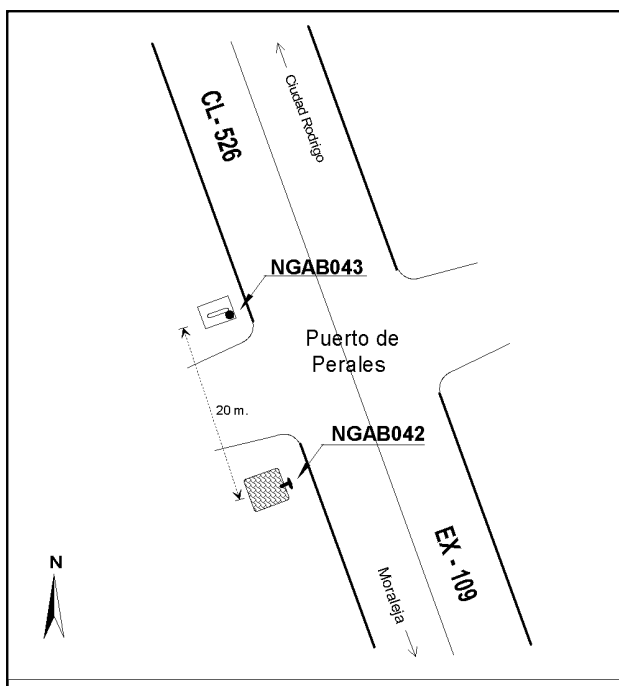 CL- 526
Ciudad Rodrigo
NGAB043
Puerto de
Perales
20 m.
NGAB042
EX - 109
Moraleja
N